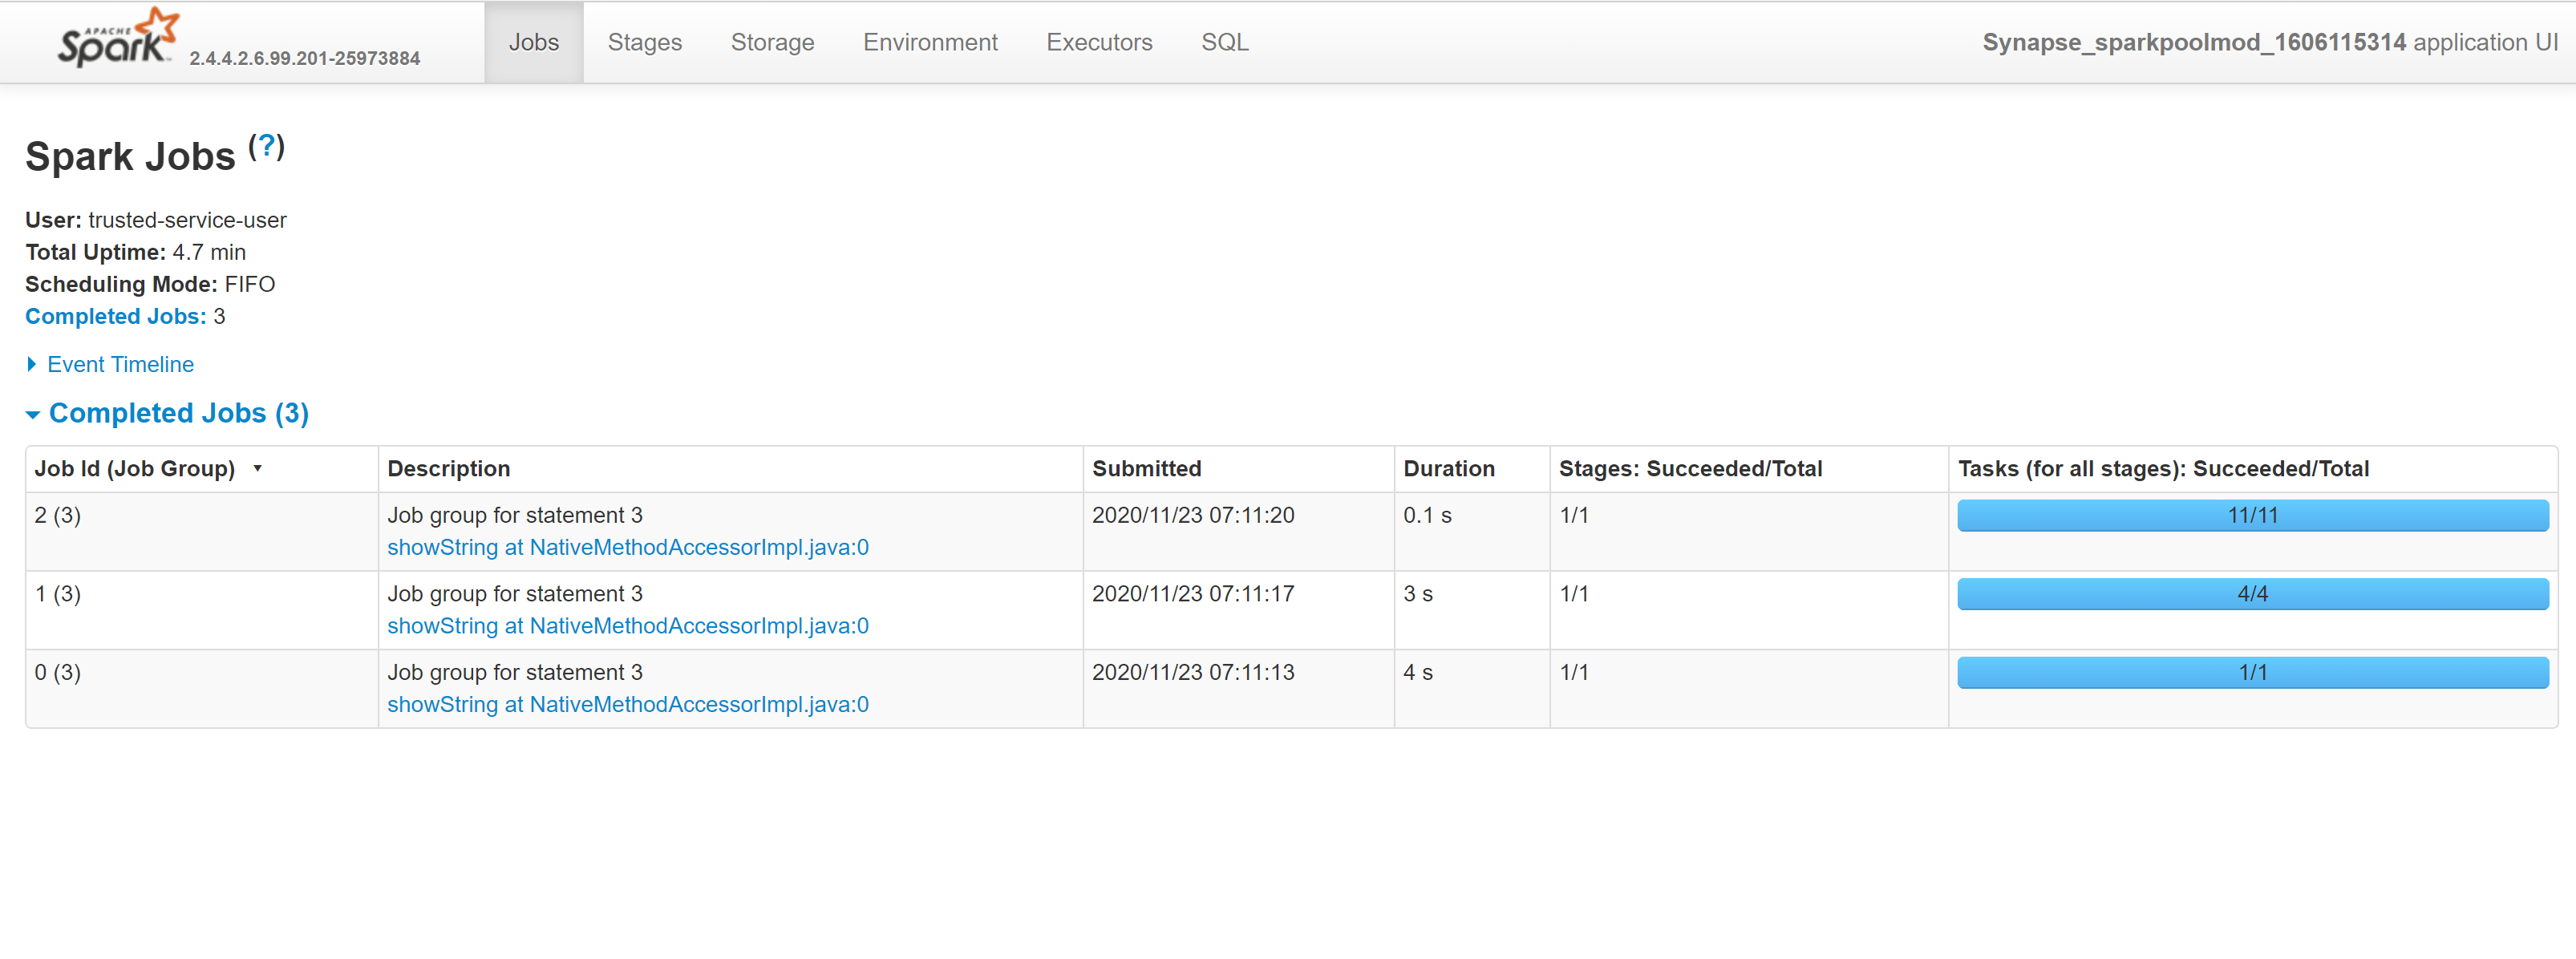 APACHE
Spark 2.4.4.2.6.99.201-25973884 Jobs Stages Storage Environment Executors SQL Synapse_sparkpoolmod_1606115314 application UI
Spark Jobs (?)
User: trusted-service-user
Total Uptime: 4.7 min
Scheduling Mode: FIFO
Completed Jobs: 3
Event Timeline
Completed Jobs (3)
Job Id (Job Group) Description Submitted Duration Stages: Succeeded/Total Tasks (for all stages): Succeeded/Total
2 (3) Job group for statement 3 2020/11/23 07:11:20 0.1 s 1/1 11/11
showString at NativeMethodAccessorImpl.java:0
1 (3) Job group for statement 3 2020/11/23 07:11:17 3 s 1/1 4/4
showString at NativeMethodAccessorImpl.java:0
0 (3) Job group for statement 3 2020/11/23 07:11:13 4 s 1/1 1/1
showString at NativeMethodAccessorImpl.java:0